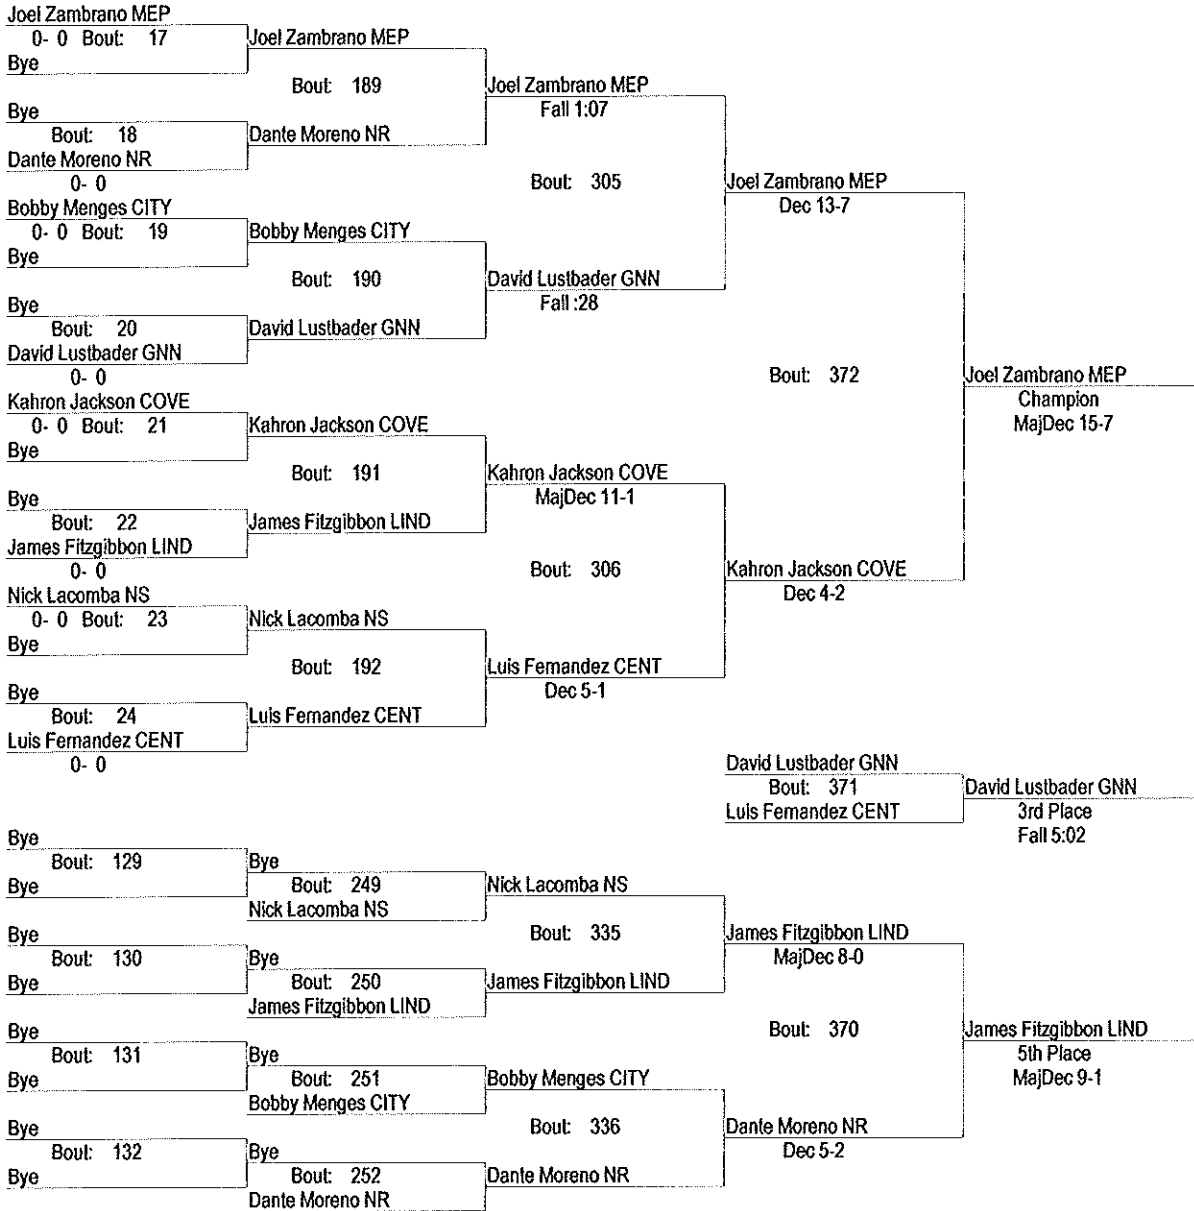 Joel Zambrano MEP
0- 0 Bout: 17
Bye
Joel Zambrano MEP
Bout: 189
Bye
Bout: 18
Dante Moreno NR
0- 0
Dante Moreno NR
Joel Zambrano MEP
Fall 1:07
Bout: 305
Bobby Menges CITY
0- 0 Bout: 19
Bye
Bobby Menges CITY
Bout: 190
Bye
Bout: 20
David Lustbader GNN
0- 0
David Lustbader GNN
David Lustbader GNN
Fall :28
Joel Zambrano MEP
Dec 13-7
Bout: 372
Kahron Jackson COVE
0- 0 Bout: 21
Bye
Kahron Jackson COVE
Bout: 191
Bye
Bout: 22
James Fitzgibbon LIND
0- 0
James Fitzgibbon LIND
Kahron Jackson COVE
MajDec 11-1
Bout: 306
Nick Lacomba NS
0- 0 Bout: 23
Bye
Nick Lacomba NS
Bout: 192
Bye
Bout: 24
Luis Fernandez CENT
0- 0
Luis Fernandez CENT
Luis Fernandez CENT
Dec 5-1
Kahron Jackson COVE
Dec 4-2
Joel Zambrano MEP
Champion
MajDec 15-7
David Lustbader GNN
Bout: 371
Luis Fernandez CENT
David Lustbader GNN
3rd Place
Fall 5:02
Bye
Bout: 129
Bye
Bye
Bout: 249
Nick Lacomba NS
Nick Lacomba NS
Bout: 335
Bye
Bout: 130
Bye
Bye
Bout: 250
James Fitzgibbon LIND
James Fitzgibbon LIND
James Fitzgibbon LIND
MajDec 8-0
Bout: 370
Bye
Bout: 131
Bye
Bye
Bout: 251
Bobby Menges CITY
Bobby Menges CITY
Bout: 336
Bye
Bout: 132
Bye
Bye
Bout: 252
Dante Moreno NR
Dante Moreno NR
Dante Moreno NR
Dec 5-2
James Fitzgibbon LIND
5th Place
MajDec 9-1